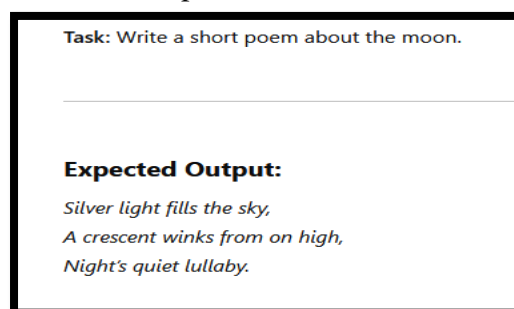 Task: Write a short poem about the moon.
Expected Output:
Silver light fills the sky,
A crescent winks from on high,
Night's quiet lullaby.